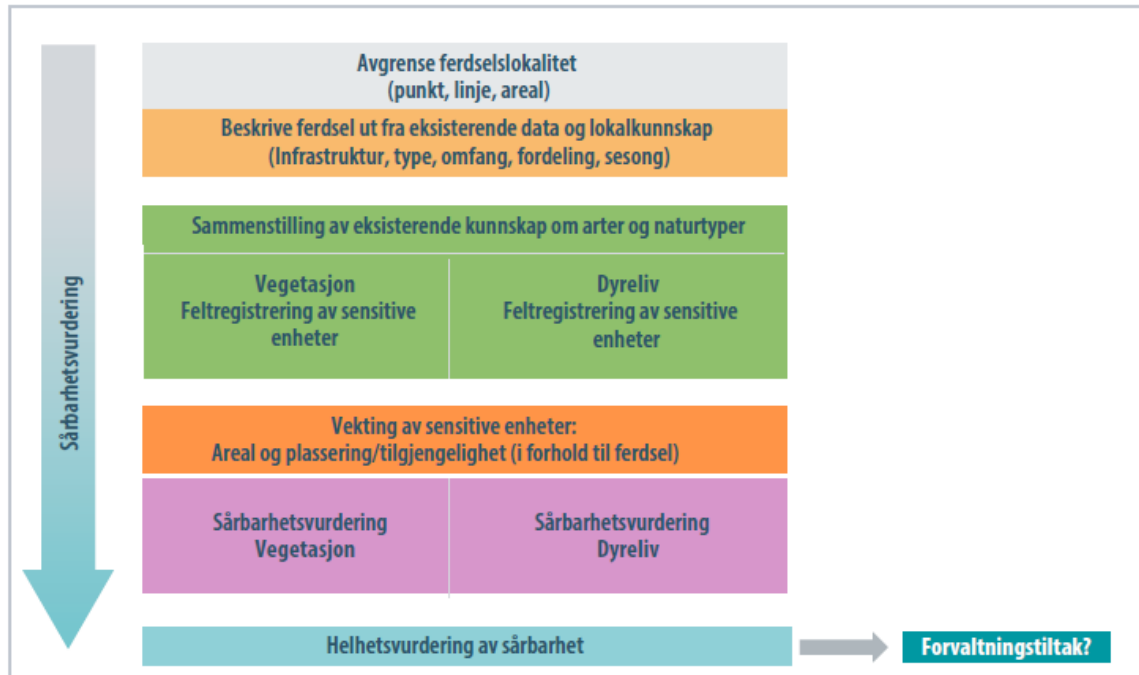 Sårbarhetsvurdering
Avgrense ferdselslokalitet
(punkt, linje, areal)
Beskrive ferdsel ut fra eksisterende data og lokalkunnskap
(Infrastruktur, type, omfang, fordeling, sesong)
Sammenstilling av eksisterende kunnskap om arter og naturtyper
Vegetasjon
Feltregistrering av sensitive
enheter
Dyreliv
Feltregistrering av sensitive
enheter
Vekting av sensitive enheter:
Areal og plassering/tilgjengelighet (i forhold til ferdsel)
Sårbarhetsvurdering
Vegetasjon
Sårbarhetsvurdering
Dyreliv
Helhetsvurdering av sårbarhet
Forvaltningstiltak?